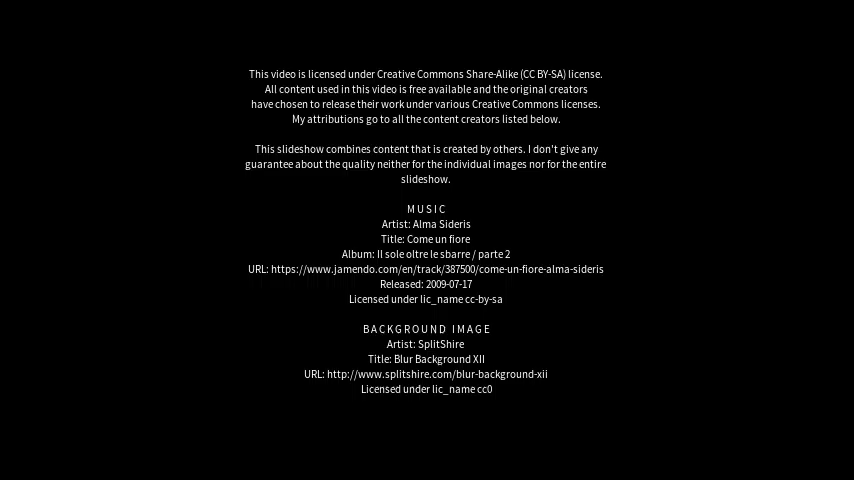 This video is licensed under Creative Commons Share-Alike (CC BY-SA) license.
All content used in this video is free available and the original creators
have chosen to release their work under various Creative Commons licenses.
My attributions go to all the content creators listed below.
This slideshow combines content that is created by others. I don't give any
guarantee about the quality neither for the individual images nor for the entire
slideshow.
MUSIC
Artist: Alma Sideris
Title: Come un fiore
Album: Il sole oltre le sbarre / parte 2
URL: https://www.jamendo.com/en/track/387500/come-un-fiore-alma-sideris
Released: 2009-07-17
Licensed under lic_name cc-by-sa
BACKGROUND IMAGE
Artist: SplitShire
Title: Blur Background XII
URL: http://www.splitshire.com/blur-background-xii
Licensed under lic_name cc0